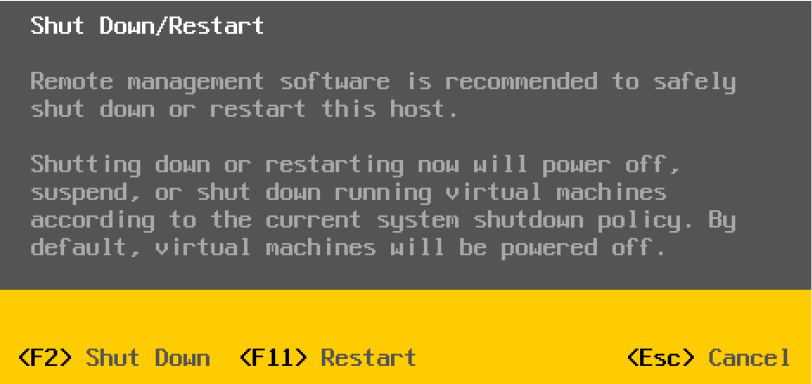 Shut Down/Restart
Remote management software is recommended to safely
shut down or restart this host.
Shutting down or restarting now will power off,
suspend, or shut down running virtual machines
according to the current system shutdown policy. By
default, virtual machines will be powered off.
<F2> Shut Down <F11> Restart <Esc> Cancel